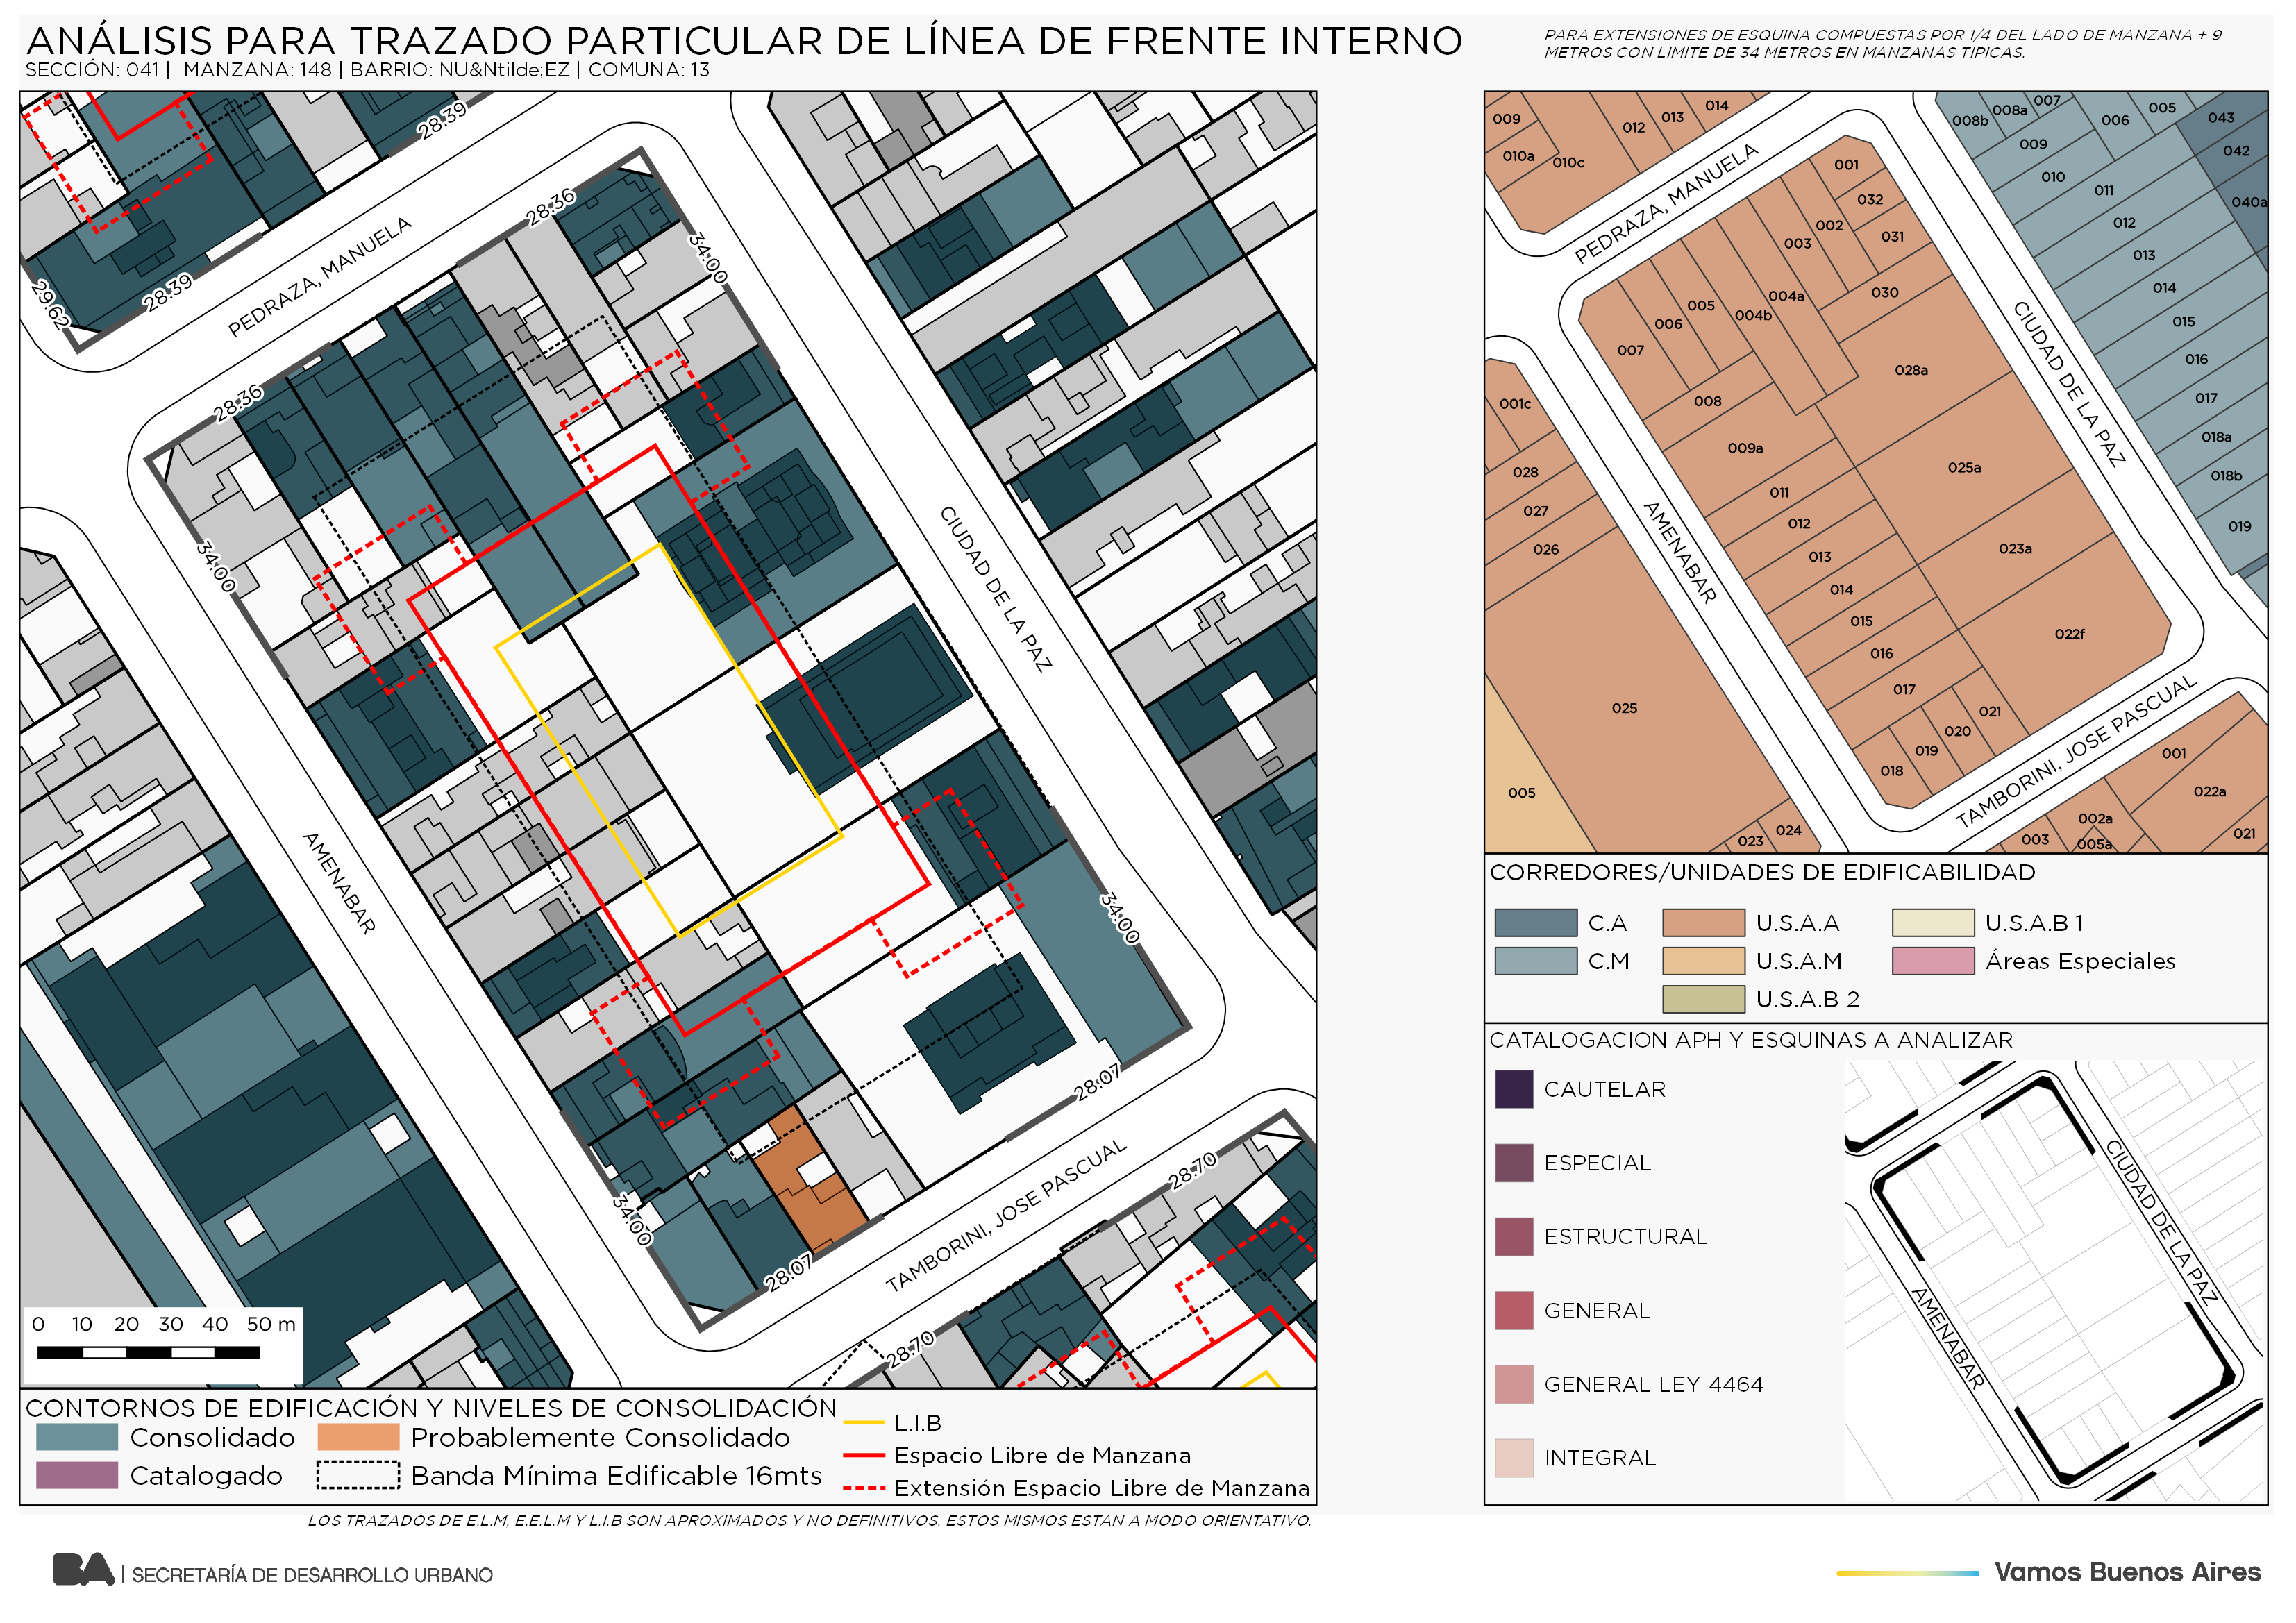 ANÁLISIS PARA TRAZADO PARTICULAR DE LÍNEA DE FRENTE INTERNO
SECCIÓN: 041 | MANZANA: 148 | BARRIO: NU&Ntilde;EZ | COMUNA: 13
PARA EXTENSIONES DE ESQUINA COMPUESTAS POR 1/4 DEL LADO DE MANZANA + 9
METROS CON LIMITE DE 34 METROS EN MANZANAS TIPICAS.
28.39
28.39
29.62
PEDRAZA, MANUELA
28.36
28.36
34.00
34.00
CIUDAD DE LA PAZ
AMENABAR
34.00
34.00
28.07
28.07
TAMBORINI, JOSE PASCUAL
28.70
28.70
0 10 20 30 40 50 m
CONTORNOS DE EDIFICACIÓN Y NIVELES DE CONSOLIDACIÓN
Consolidado
Probablemente Consolidado
Catalogado
Banda Mínima Edificable 16mts
L.I.B
Espacio Libre de Manzana
Extensión Espacio Libre de Manzana
LOS TRAZADOS DE E.L.M, E.E.L.M Y L.I.B SON APROXIMADOS Y NO DEFINITIVOS. ESTOS MISMOS ESTAN A MODO ORIENTATIVO.
009
010a
010c
012
013
014
PEDRAZA, MANUELA
008b
008a
007
006
005
043
042
040a
009
010
011
012
013
014
015
016
017
018a
018b
019
001
032
031
002
003
004a
004b
005
006
007
008
009a
030
028a
025a
023a
022f
011
012
013
014
015
016
017
018
019
020
021
CIUDAD DE LA PAZ
AMENABAR
TAMBORINI, JOSE PASCUAL
001c
028
027
026
025
005
023
024
001
022a
002a
003
005a
021
CORREDORES/UNIDADES DE EDIFICABILIDAD
C.A
U.S.A.A
U.S.A.B 1
C.M
U.S.A.M
Áreas Especiales
U.S.A.B 2
CATALOGACION APH Y ESQUINAS A ANALIZAR
CAUTELAR
ESPECIAL
ESTRUCTURAL
GENERAL
GENERAL LEY 4464
INTEGRAL
CIUDAD DE LA PAZ
AMENABAR
BA | SECRETARÍA DE DESARROLLO URBANO
Vamos Buenos Aires